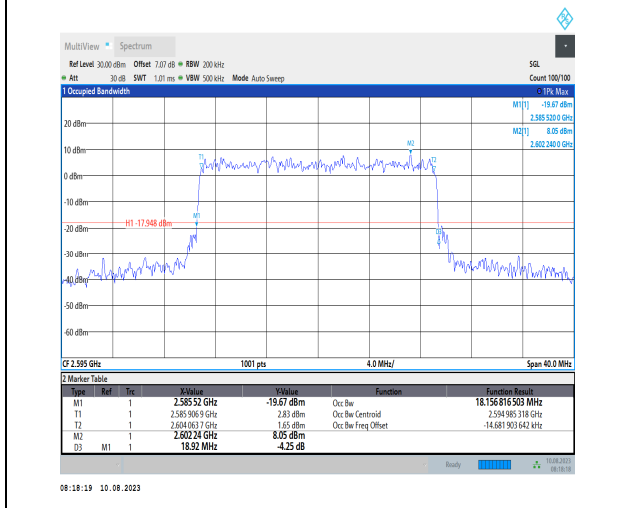 MultiView Spectrum
Ref Level 30.00 dBm Offset 7.07 dB RBW 200 kHz SGL
Att 30 dB SWT 1.01 ms VBW 500 kHz Mode Auto Sweep Count 100/100
1 Occupied Bandwidth 1Pk Max
M1[1] -19.67 dBm
2.585 520 0 GHz
M2[1] 8.05 dBm
2.602 240 0 GHz
20 dBm
10 dBm
M2
T1 T2
0 dBm
-10 dBm
M1
H1 -17.948 dBm
-20 dBm
D3
-30 dBm
-40 dBm
-50 dBm
-60 dBm
CF 2.595 GHz 1001 pts 4.0 MHz/ Span 40.0 MHz
2 Marker Table
Type Ref Trc X-Value Y-Value Function Function Result
M1 1 2.58552 GHz -19.67 dBm Occ Bw 18.156 816 503 MHz
T1 1 2.585 906 9 GHz 2.83 dBm Occ Bw Centroid 2.594 985 318 GHz
T2 1 2.604 063 7 GHz 1.65 dBm Occ Bw Freq Offset -14.681 903 642 kHz
M2 1 2.602 24 GHz 8.05 dBm
D3 M1 1 18.92 MHz -4.25 dB
Ready 10.08.2023
08:18:18
08:18:19 10.08.2023